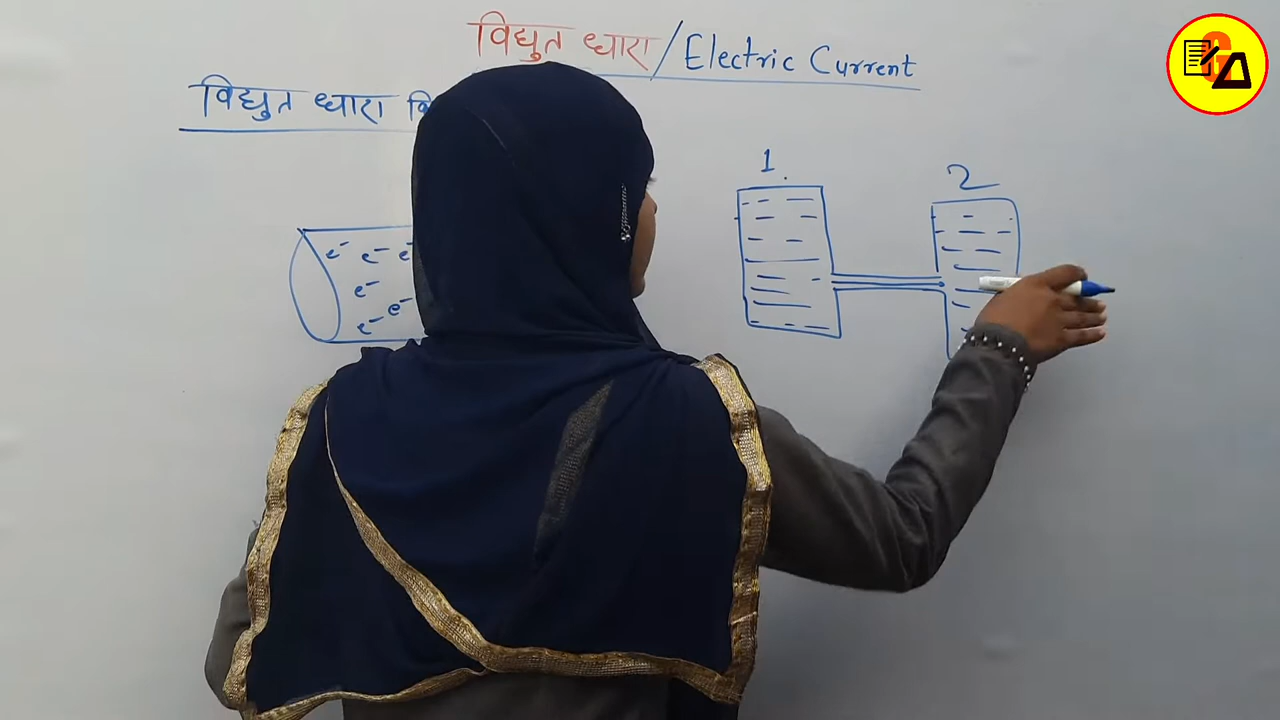 विद्युत धारा / Electric Current
विद्युत धारा
1.
2
e⁻ e⁻ e⁻
e⁻
e⁻
e⁻